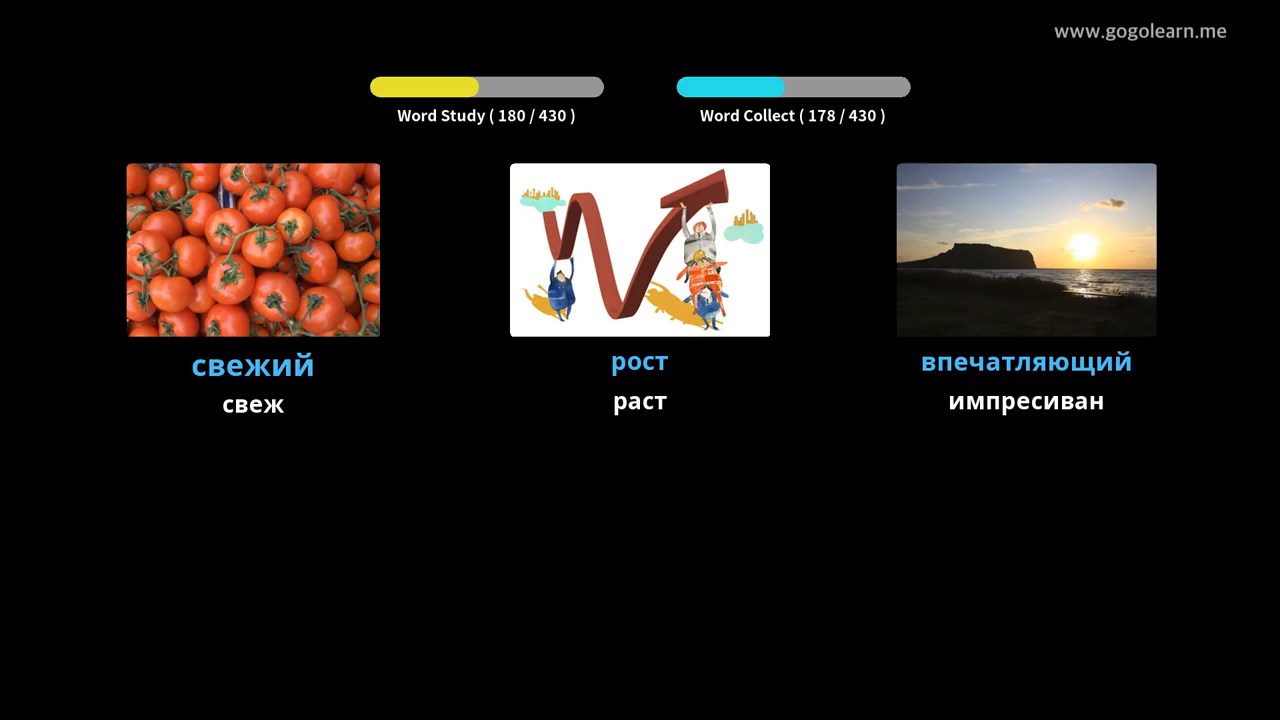 www.gogolearn.me
Word Study ( 180 / 430 )
Word Collect ( 178 / 430 )
свежий
свеж
рост
раст
впечатляющий
импресиван